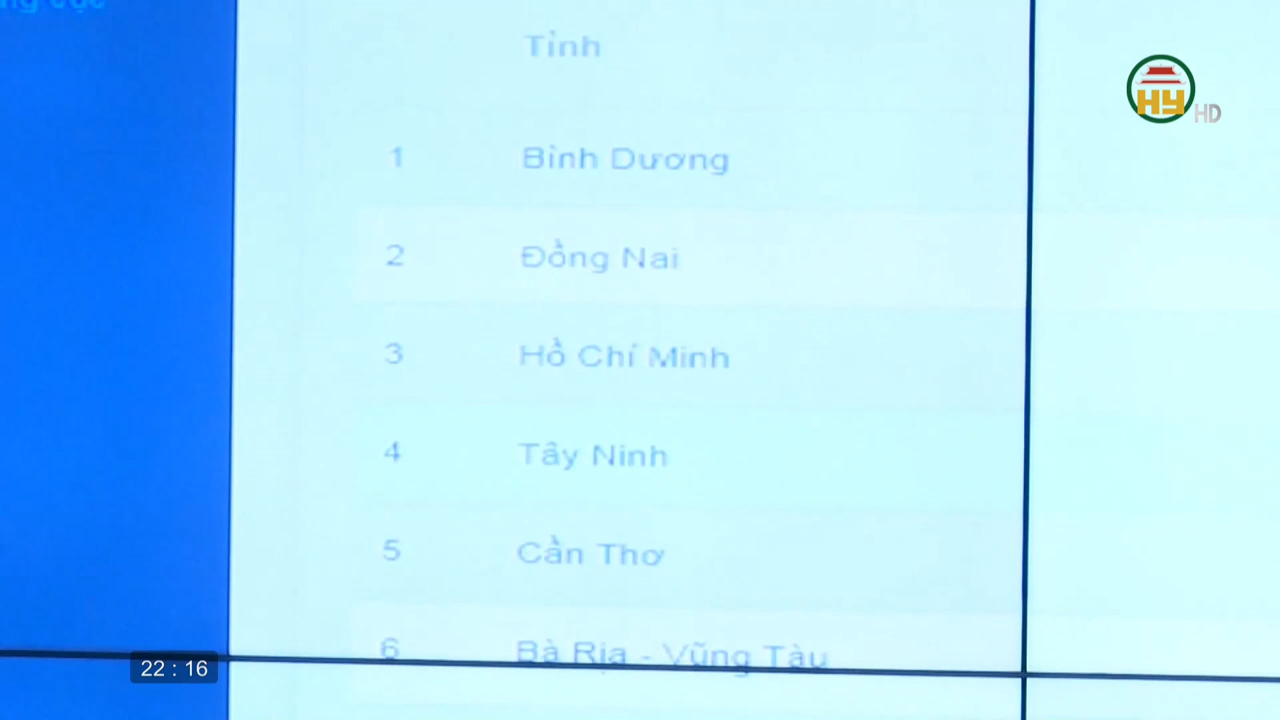 Tỉnh
HY HD
1 Bình Dương
2 Đồng Nai
3 Hồ Chí Minh
4 Tây Ninh
5 Cần Thơ
6 Bà Rịa - Vũng Tàu
22 : 16